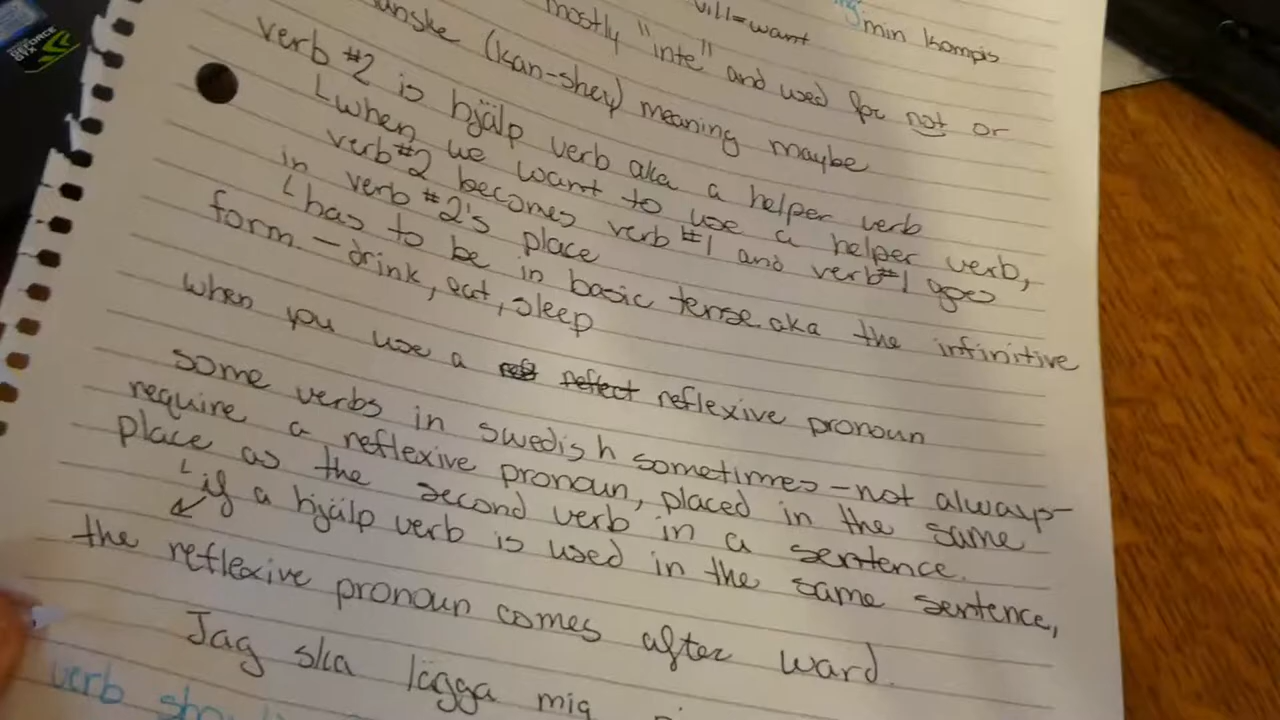 GEFORCE
GTX
vill=want
min kompis
mostly "inte" and used for not or
(kan-shey) meaning maybe
verb #2 is hjälp verb aka a helper verb
when we want to use a helper verb,
verb #2 becomes verb #1 and verb #1 goes
in verb #2's place
has to be in basic tense aka the infinitive
form - drink, eat, sleep
when you use a reflexive pronoun
some verbs in swedish sometimes - not always -
require a reflexive pronoun, placed in the same
place as the second verb in a sentence.
if a hjälp verb is used in the same sentence,
the reflexive pronoun comes after ward.
Jag ska lägga mig
verb